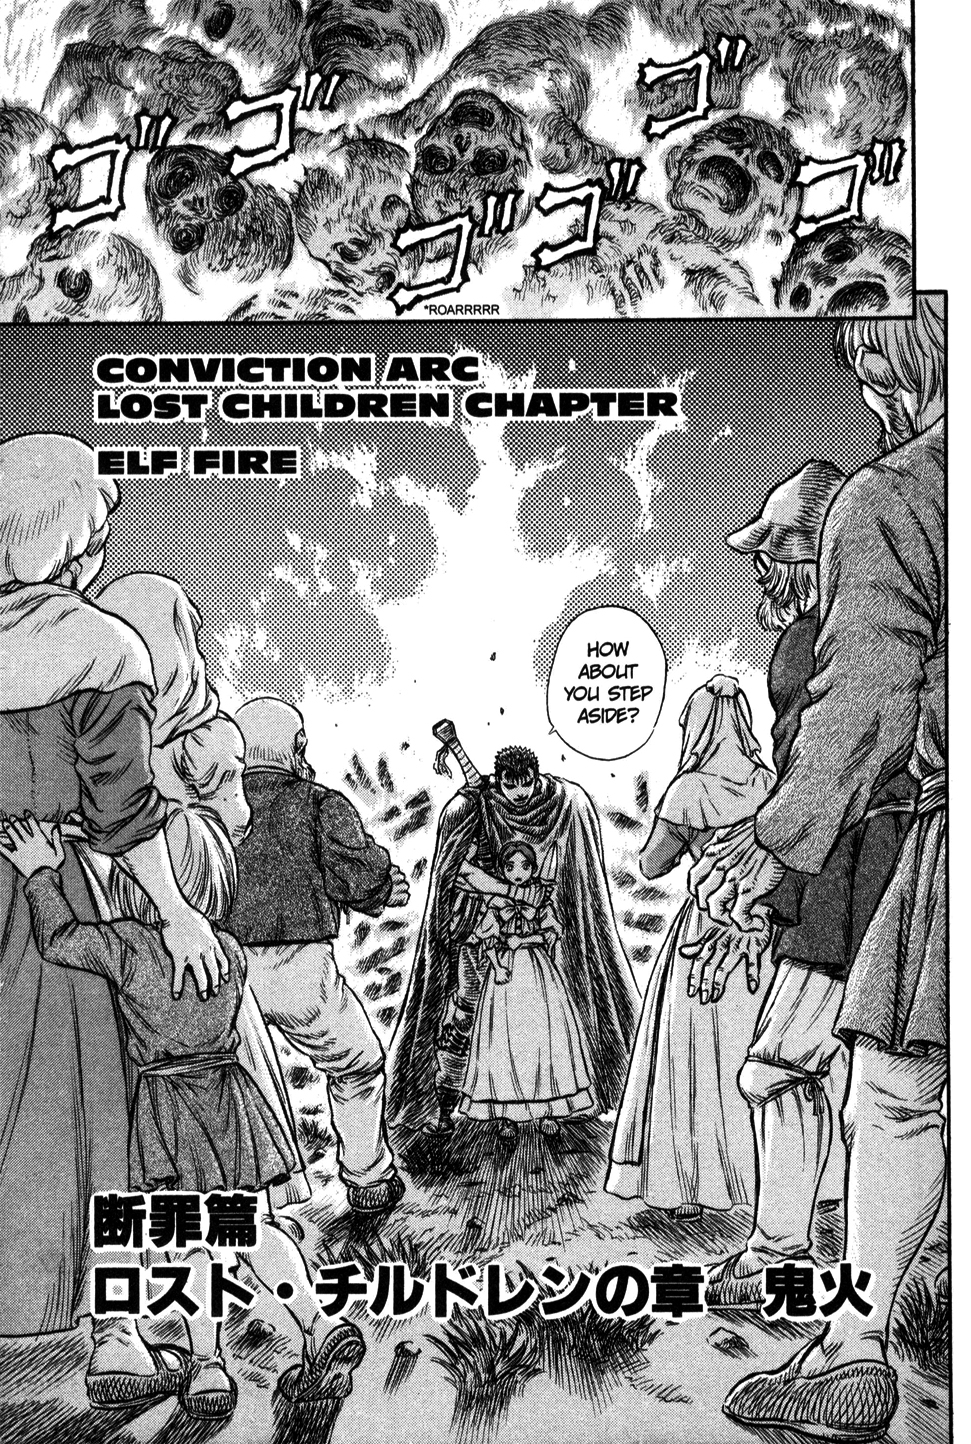 ゴゴゴゴゴゴ
*ROARRRRR
CONVICTION ARC
LOST CHILDREN CHAPTER
ELF FIRE
HOW
ABOUT
YOU STEP
ASIDE?
断罪篇
ロスト・チルドレンの章 鬼火